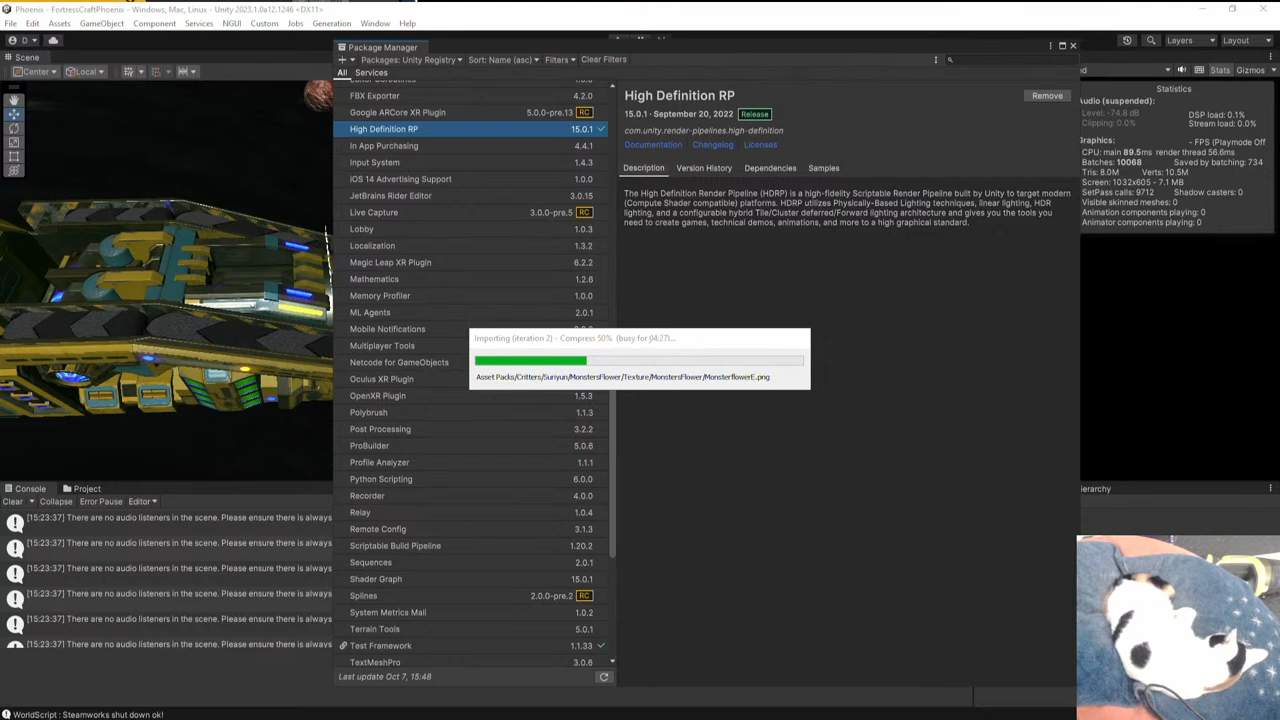 Phoenix - FortressCraftPhoenix - Windows, Mac, Linux - Unity 2023.1.0a12.1246 <DX11>
File Edit Assets GameObject Component Services NGUI Custom Jobs Generation Window Help
D
Layers
Layout
Scene
Center
Local
Stats
Gizmos
Package Manager
Packages: Unity Registry
Sort: Name (asc)
Filters
Clear Filters
All
Services
FBX Exporter 4.2.0
Google ARCore XR Plugin 5.0.0-pre.13 RC
High Definition RP 15.0.1
In App Purchasing 4.4.1
Input System 1.4.3
iOS 14 Advertising Support 1.0.0
JetBrains Rider Editor 3.0.15
Live Capture 3.0.0-pre.5 RC
Lobby 1.0.3
Localization 1.3.2
Magic Leap XR Plugin 6.2.2
Mathematics 1.2.6
Memory Profiler 1.0.0
ML Agents 2.0.1
Mobile Notifications
Multiplayer Tools
Netcode for GameObjects
Oculus XR Plugin
OpenXR Plugin 1.5.3
Polybrush 1.1.3
Post Processing 3.2.2
ProBuilder 5.0.6
Profile Analyzer 1.1.1
Python Scripting 6.0.0
Recorder 4.0.0
Relay 1.0.4
Remote Config 3.1.3
Scriptable Build Pipeline 1.20.2
Sequences 2.0.1
Shader Graph 15.0.1
Splines 2.0.0-pre.2 RC
System Metrics Mali 1.0.2
Terrain Tools 5.0.1
Test Framework 1.1.33
TextMeshPro 3.0.6
Last update Oct 7, 15:48
High Definition RP
Remove
15.0.1 · September 20, 2022 Release
com.unity.render-pipelines.high-definition
Documentation Changelog Licenses
Description Version History Dependencies Samples
The High Definition Render Pipeline (HDRP) is a high-fidelity Scriptable Render Pipeline built by Unity to target modern
(Compute Shader compatible) platforms. HDRP utilizes Physically-Based Lighting techniques, linear lighting, HDR
lighting, and a configurable hybrid Tile/Cluster deferred/Forward lighting architecture and gives you the tools you
need to create games, technical demos, animations, and more to a high graphical standard.
Importing (iteration 2) - Compress 50% (busy for 04:27)...
Asset Packs/Critters/Suriyun/MonstersFlower/Texture/MonstersFlower/MonsterflowerE.png
Statistics
Audio (suspended):
Level: -74.8 dB DSP load: 0.1%
Clipping: 0.0% Stream load: 0.0%
Graphics: - FPS (Playmode Off
CPU: main 89.5ms render thread 56.6ms
Batches: 10068 Saved by batching: 734
Tris: 8.0M Verts: 10.5M
Screen: 1032x605 - 7.1 MB
SetPass calls: 9712 Shadow casters: 0
Visible skinned meshes: 0
Animation components playing: 0
Animator components playing: 0
Console
Project
Clear Collapse Error Pause Editor
[15:23:37] There are no audio listeners in the scene. Please ensure there is always
[15:23:37] There are no audio listeners in the scene. Please ensure there is always
[15:23:37] There are no audio listeners in the scene. Please ensure there is always
[15:23:37] There are no audio listeners in the scene. Please ensure there is always
[15:23:37] There are no audio listeners in the scene. Please ensure there is always
[15:23:37] There are no audio listeners in the scene. Please ensure there is always
erarchy
WorldScript : Steamworks shut down ok!